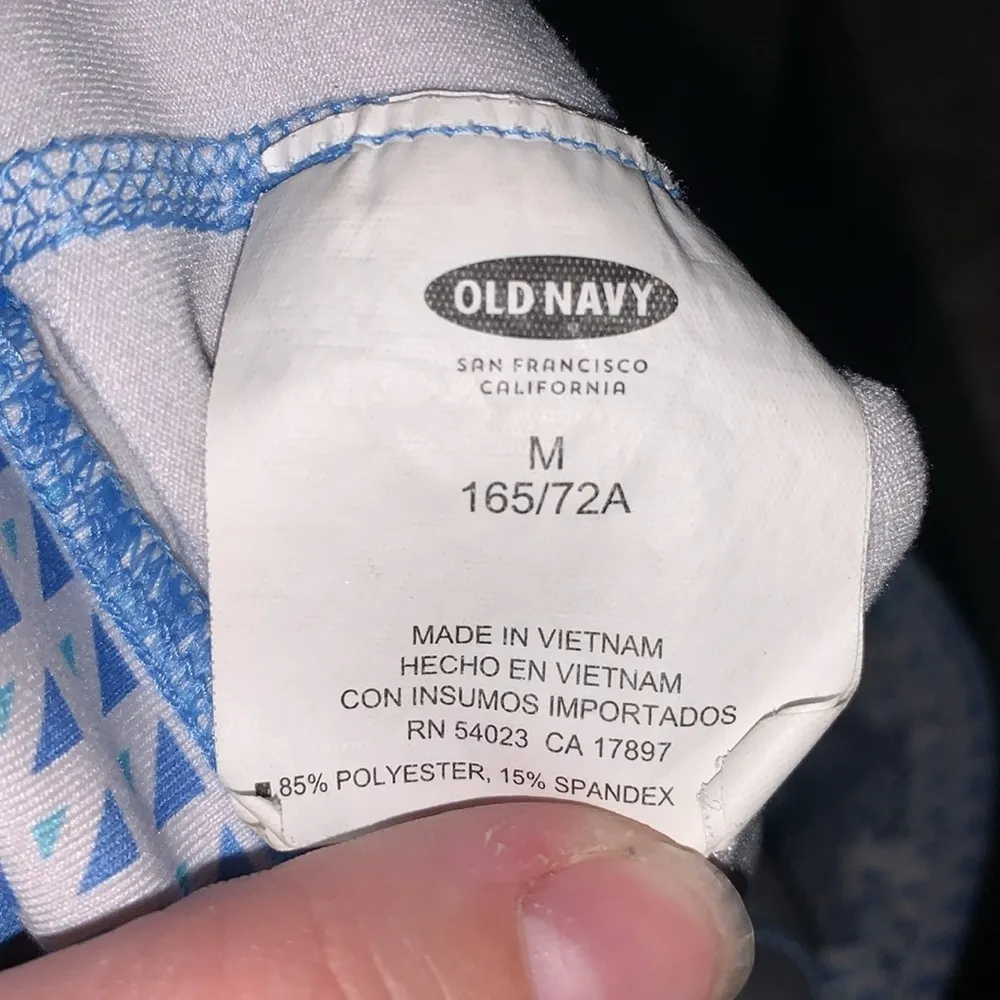 OLD NAVY
SAN FRANCISCO
CALIFORNIA
M
165/72A
MADE IN VIETNAM
HECHO EN VIETNAM
CON INSUMOS IMPORTADOS
RN 54023 CA 17897
85% POLYESTER, 15% SPANDEX